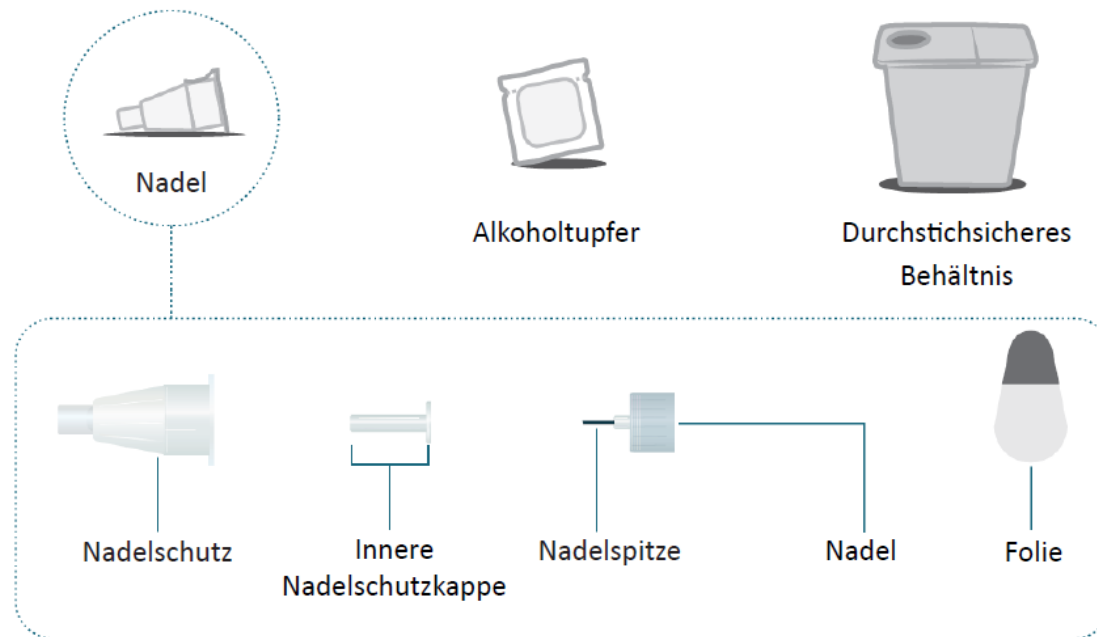 Nadel
Alkoholtupfer
Durchstichsicheres
Behältnis
Nadelschutz
Innere
Nadelschutzkappe
Nadelspitze
Nadel
Folie